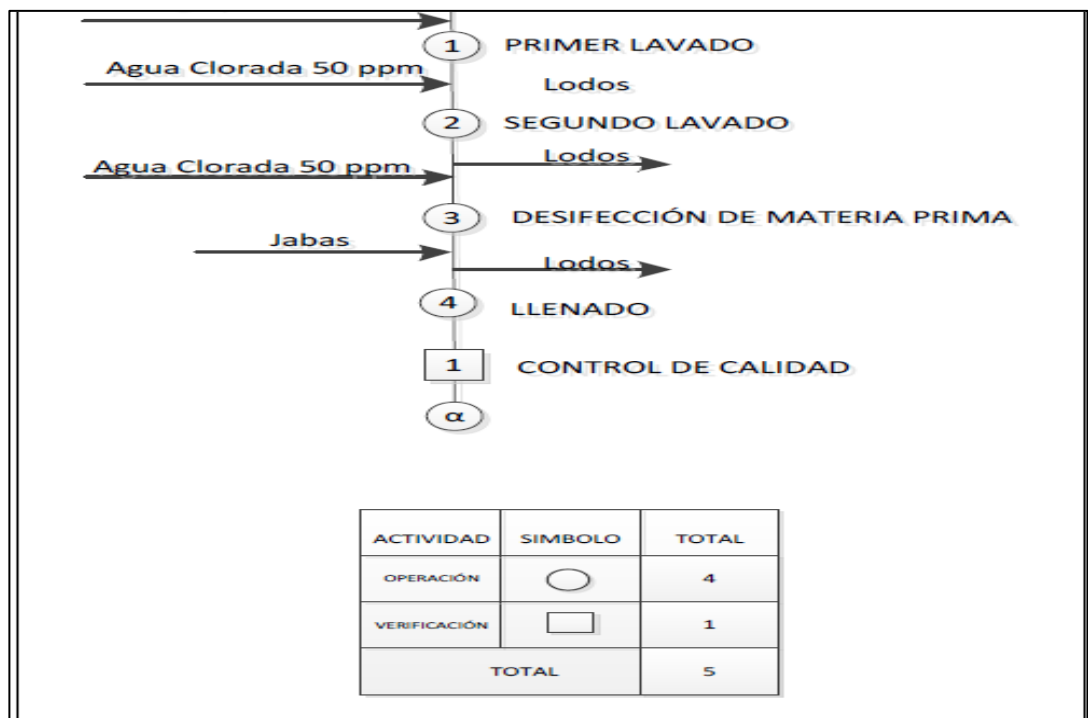 1 PRIMER LAVADO
Agua Clorada 50 ppm
Lodos
2 SEGUNDO LAVADO
Lodos
Agua Clorada 50 ppm
3 DESIFECCIÓN DE MATERIA PRIMA
Jabas
Lodos
4 LLENADO
1 CONTROL DE CALIDAD
α
ACTIVIDAD SIMBOLO TOTAL
OPERACIÓN 4
VERIFICACIÓN 1
TOTAL 5